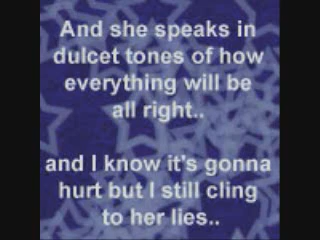 And she speaks in
dulcet tones of how
everything will be
all right..
and I know it's gonna
hurt but I still cling
to her lies..